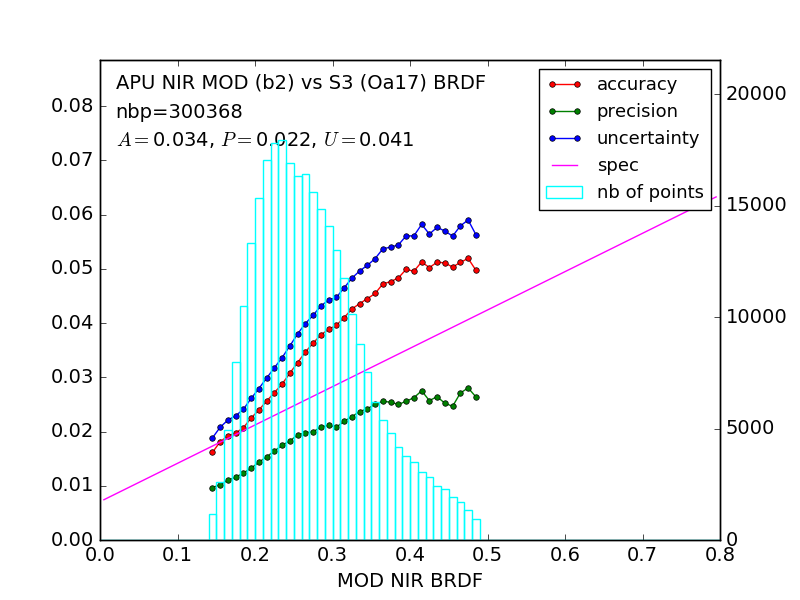 APU NIR MOD (b2) vs S3 (Oa17) BRDF
nbp=300368
A=0.034, P=0.022, U=0.041
accuracy
precision
uncertainty
spec
nb of points
0.08
0.07
0.06
0.05
0.04
0.03
0.02
0.01
0.00
20000
15000
10000
5000
0
0.0 0.1 0.2 0.3 0.4 0.5 0.6 0.7 0.8
MOD NIR BRDF